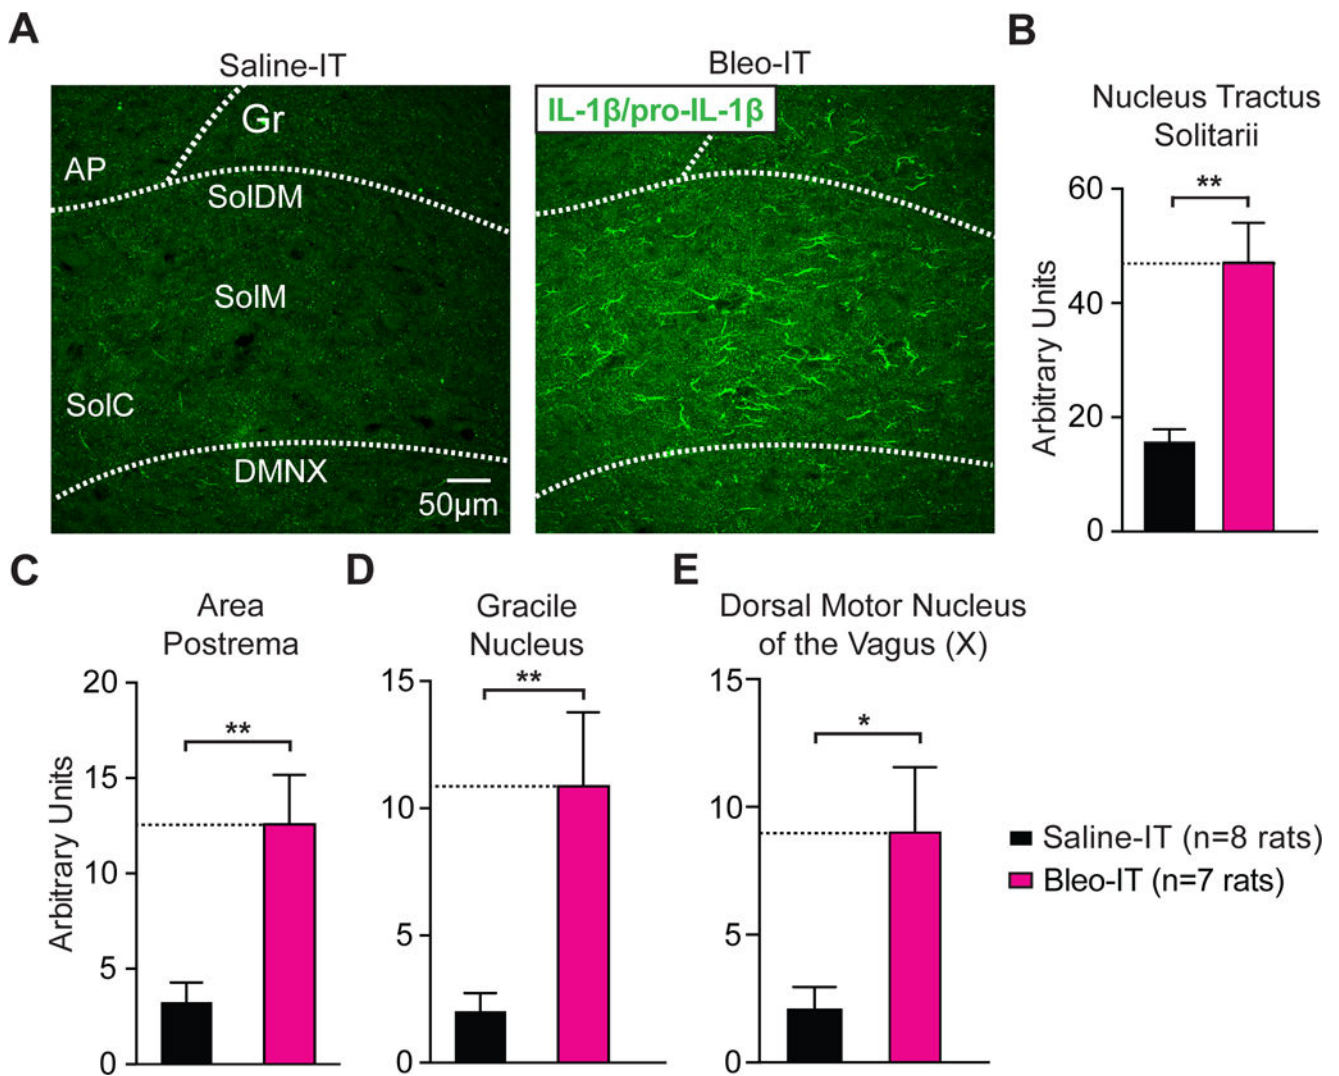 A
Saline-IT
Bleo-IT
IL-1β/pro-IL-1β
Gr
AP
SolDM
SolM
SolC
DMNX
50µm
B
Nucleus Tractus
Solitarii
**
60
40
20
0
Arbitrary Units
C
Area
Postrema
**
20
15
10
5
0
Arbitrary Units
D
Gracile
Nucleus
**
15
10
5
0
E
Dorsal Motor Nucleus
of the Vagus (X)
*
15
10
5
0
Saline-IT (n=8 rats)
Bleo-IT (n=7 rats)